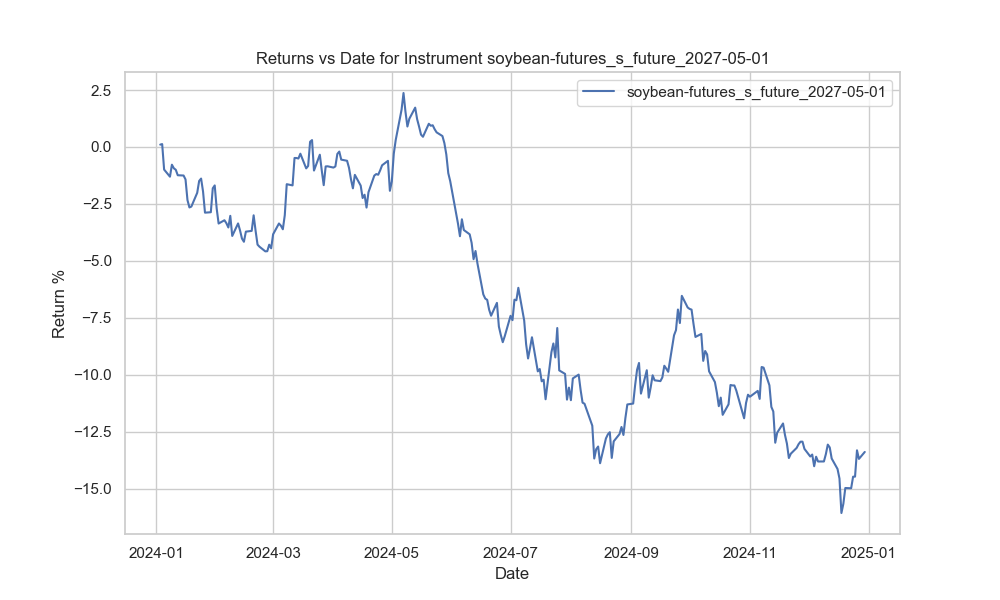 Returns vs Date for Instrument soybean-futures_s_future_2027-05-01
soybean-futures_s_future_2027-05-01
2.5
0.0
−2.5
−5.0
−7.5
−10.0
−12.5
−15.0
Return %
2024-01 2024-03 2024-05 2024-07 2024-09 2024-11 2025-01
Date